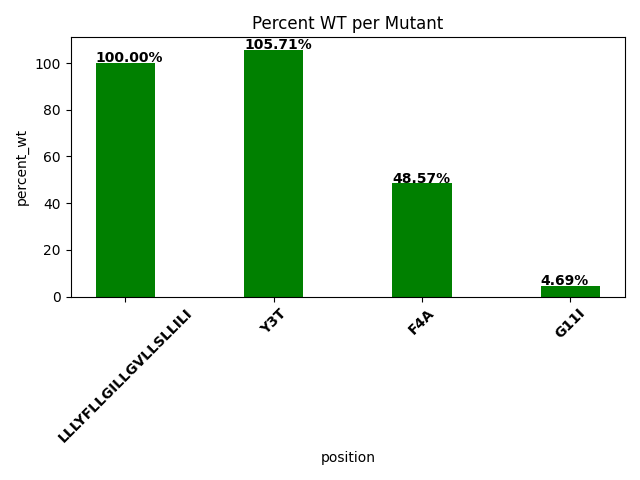 Percent WT per Mutant
percent_wt
100
80
60
40
20
0
100.00%
105.71%
48.57%
4.69%
LLLYFLLGILLGVLLSLLILI
Y3T
F4A
G11I
position